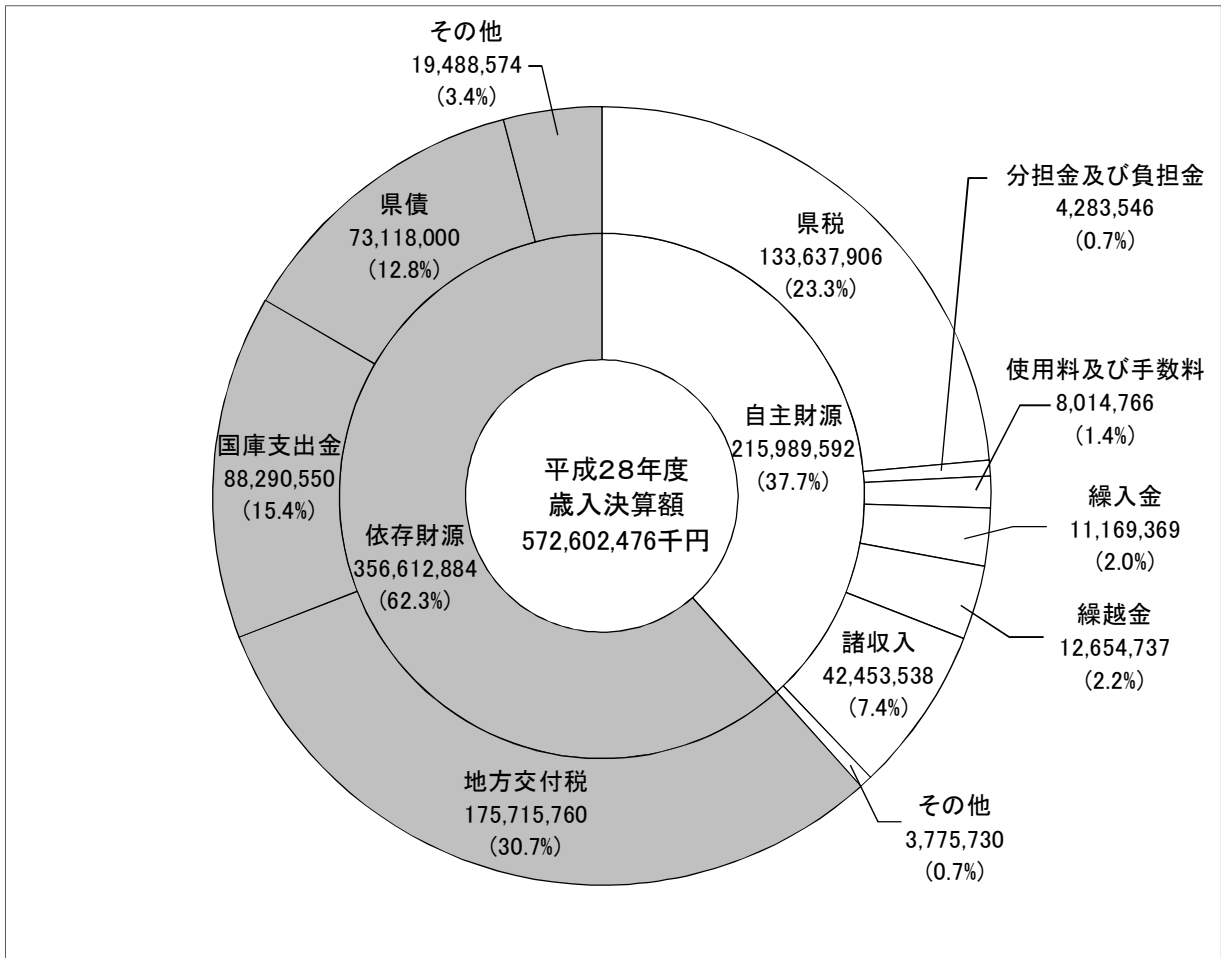 その他
19,488,574
(3.4%)
県債
73,118,000
(12.8%)
国庫支出金
88,290,550
(15.4%)
依存財源
356,612,884
(62.3%)
地方交付税
175,715,760
(30.7%)
平成28年度
歳入決算額
572,602,476千円
自主財源
215,989,592
(37.7%)
県税
133,637,906
(23.3%)
分担金及び負担金
4,283,546
(0.7%)
使用料及び手数料
8,014,766
(1.4%)
繰入金
11,169,369
(2.0%)
繰越金
12,654,737
(2.2%)
諸収入
42,453,538
(7.4%)
その他
3,775,730
(0.7%)